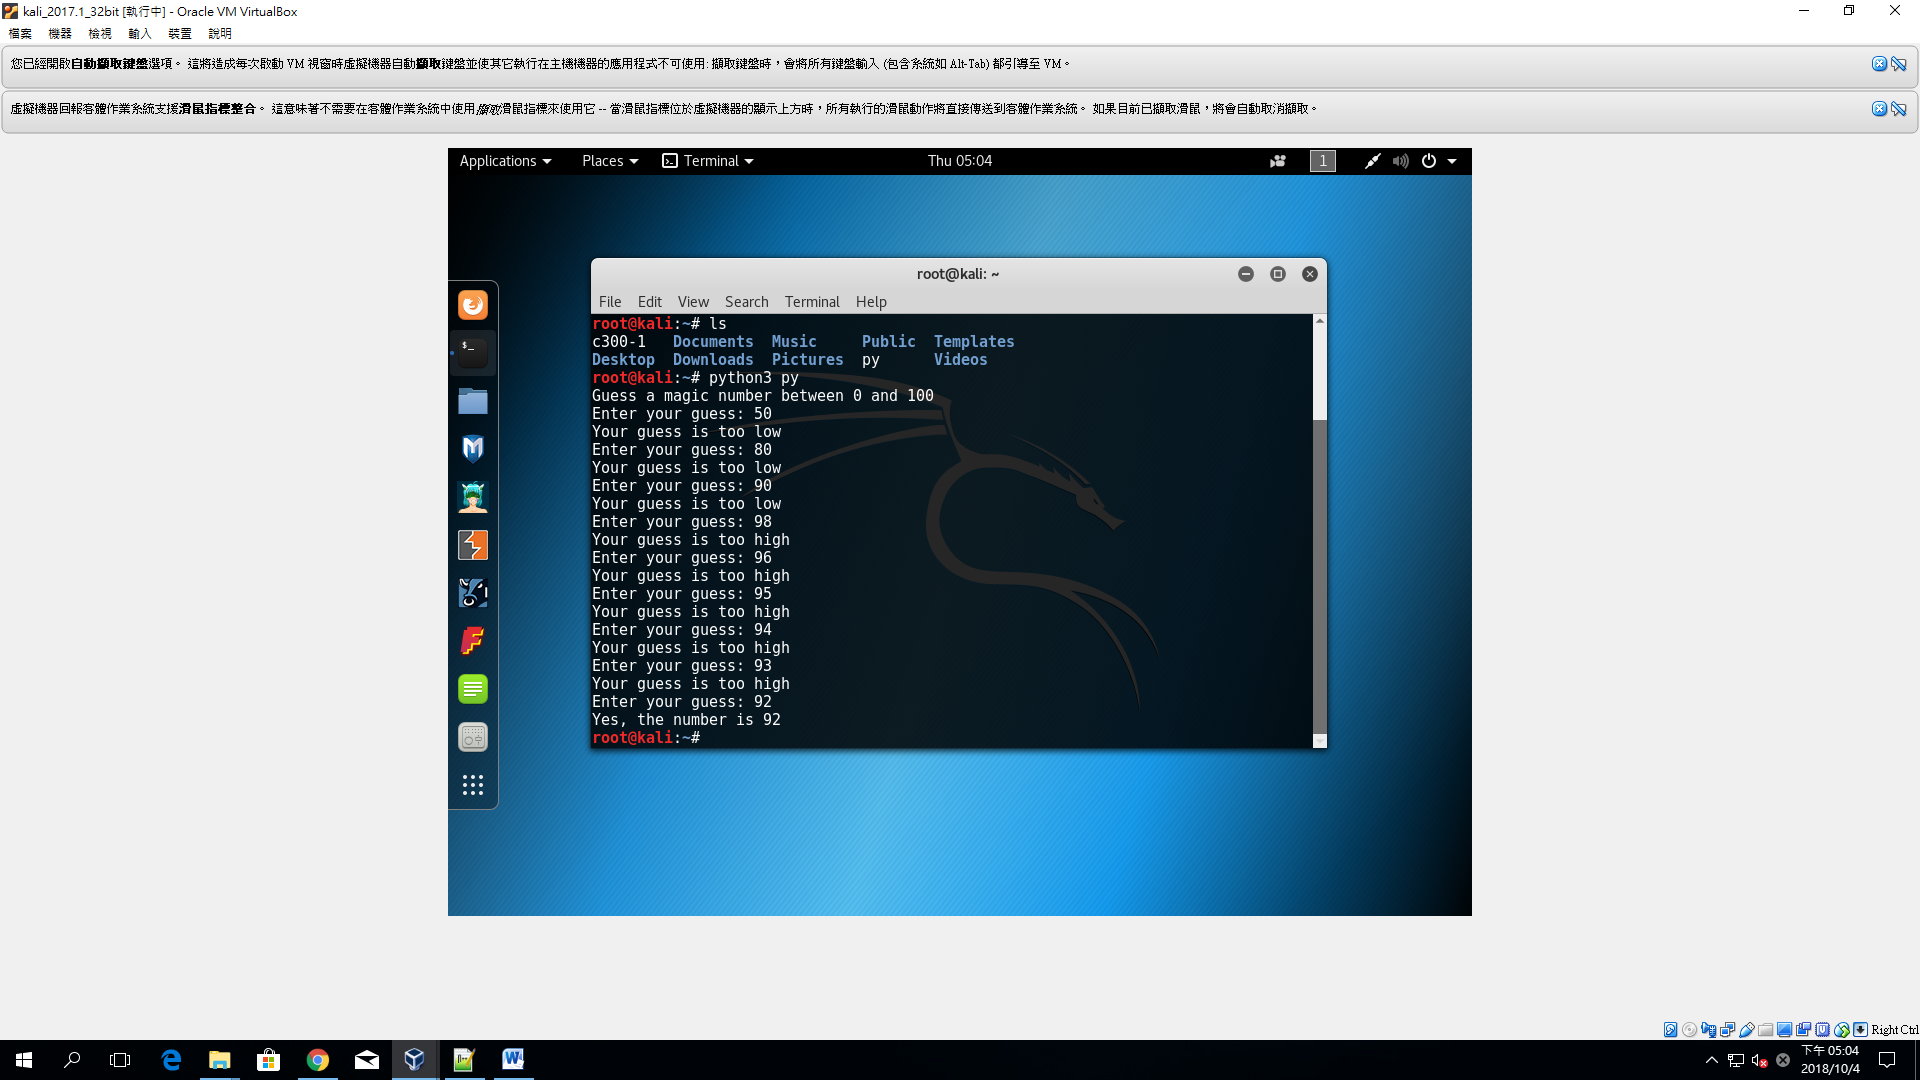 kali_2017.1_32bit [執行中] - Oracle VM VirtualBox
檔案 機器 檢視 輸入 裝置 說明
您已經開啟自動擷取鍵盤選項。 這將造成每次啟動 VM 視窗時虛擬機器自動擷取鍵盤並使其它執行在主機機器的應用程式不可使用: 擷取鍵盤時，會將所有鍵盤輸入 (包含系統如 Alt-Tab) 都引導至 VM。
虛擬機器回報客體作業系統支援滑鼠指標整合。 這意味著不需要在客體作業系統中使用擷取滑鼠指標來使用它 -- 當滑鼠指標位於虛擬機器的顯示上方時，所有執行的滑鼠動作將直接傳送到客體作業系統。 如果目前已擷取滑鼠，將會自動取消擷取。
Applications Places Terminal Thu 05:04 1
root@kali: ~
File Edit View Search Terminal Help
root@kali:~# ls
c300-1 Documents Music Public Templates
Desktop Downloads Pictures py Videos
root@kali:~# python3 py
Guess a magic number between 0 and 100
Enter your guess: 50
Your guess is too low
Enter your guess: 80
Your guess is too low
Enter your guess: 90
Your guess is too low
Enter your guess: 98
Your guess is too high
Enter your guess: 96
Your guess is too high
Enter your guess: 95
Your guess is too high
Enter your guess: 94
Your guess is too high
Enter your guess: 93
Your guess is too high
Enter your guess: 92
Yes, the number is 92
root@kali:~#
Right Ctrl
下午 05:04
2018/10/4